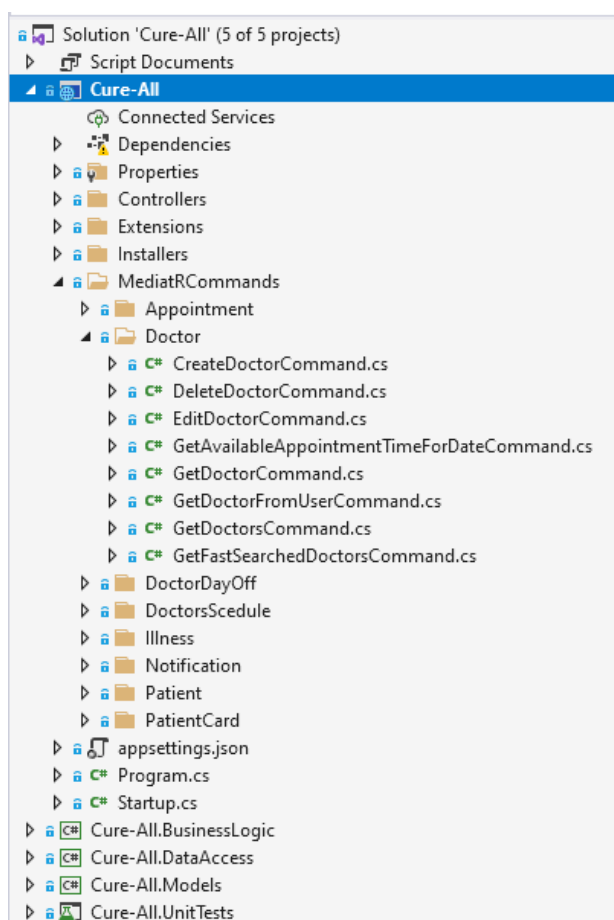 Solution 'Cure-All' (5 of 5 projects)
Script Documents
Cure-All
Connected Services
Dependencies
Properties
Controllers
Extensions
Installers
MediatRCommands
Appointment
Doctor
C# CreateDoctorCommand.cs
C# DeleteDoctorCommand.cs
C# EditDoctorCommand.cs
C# GetAvailableAppointmentTimeForDateCommand.cs
C# GetDoctorCommand.cs
C# GetDoctorFromUserCommand.cs
C# GetDoctorsCommand.cs
C# GetFastSearchedDoctorsCommand.cs
DoctorDayOff
DoctorsScedule
Illness
Notification
Patient
PatientCard
appsettings.json
C# Program.cs
C# Startup.cs
C# Cure-All.BusinessLogic
C# Cure-All.DataAccess
C# Cure-All.Models
Cure-All.UnitTests